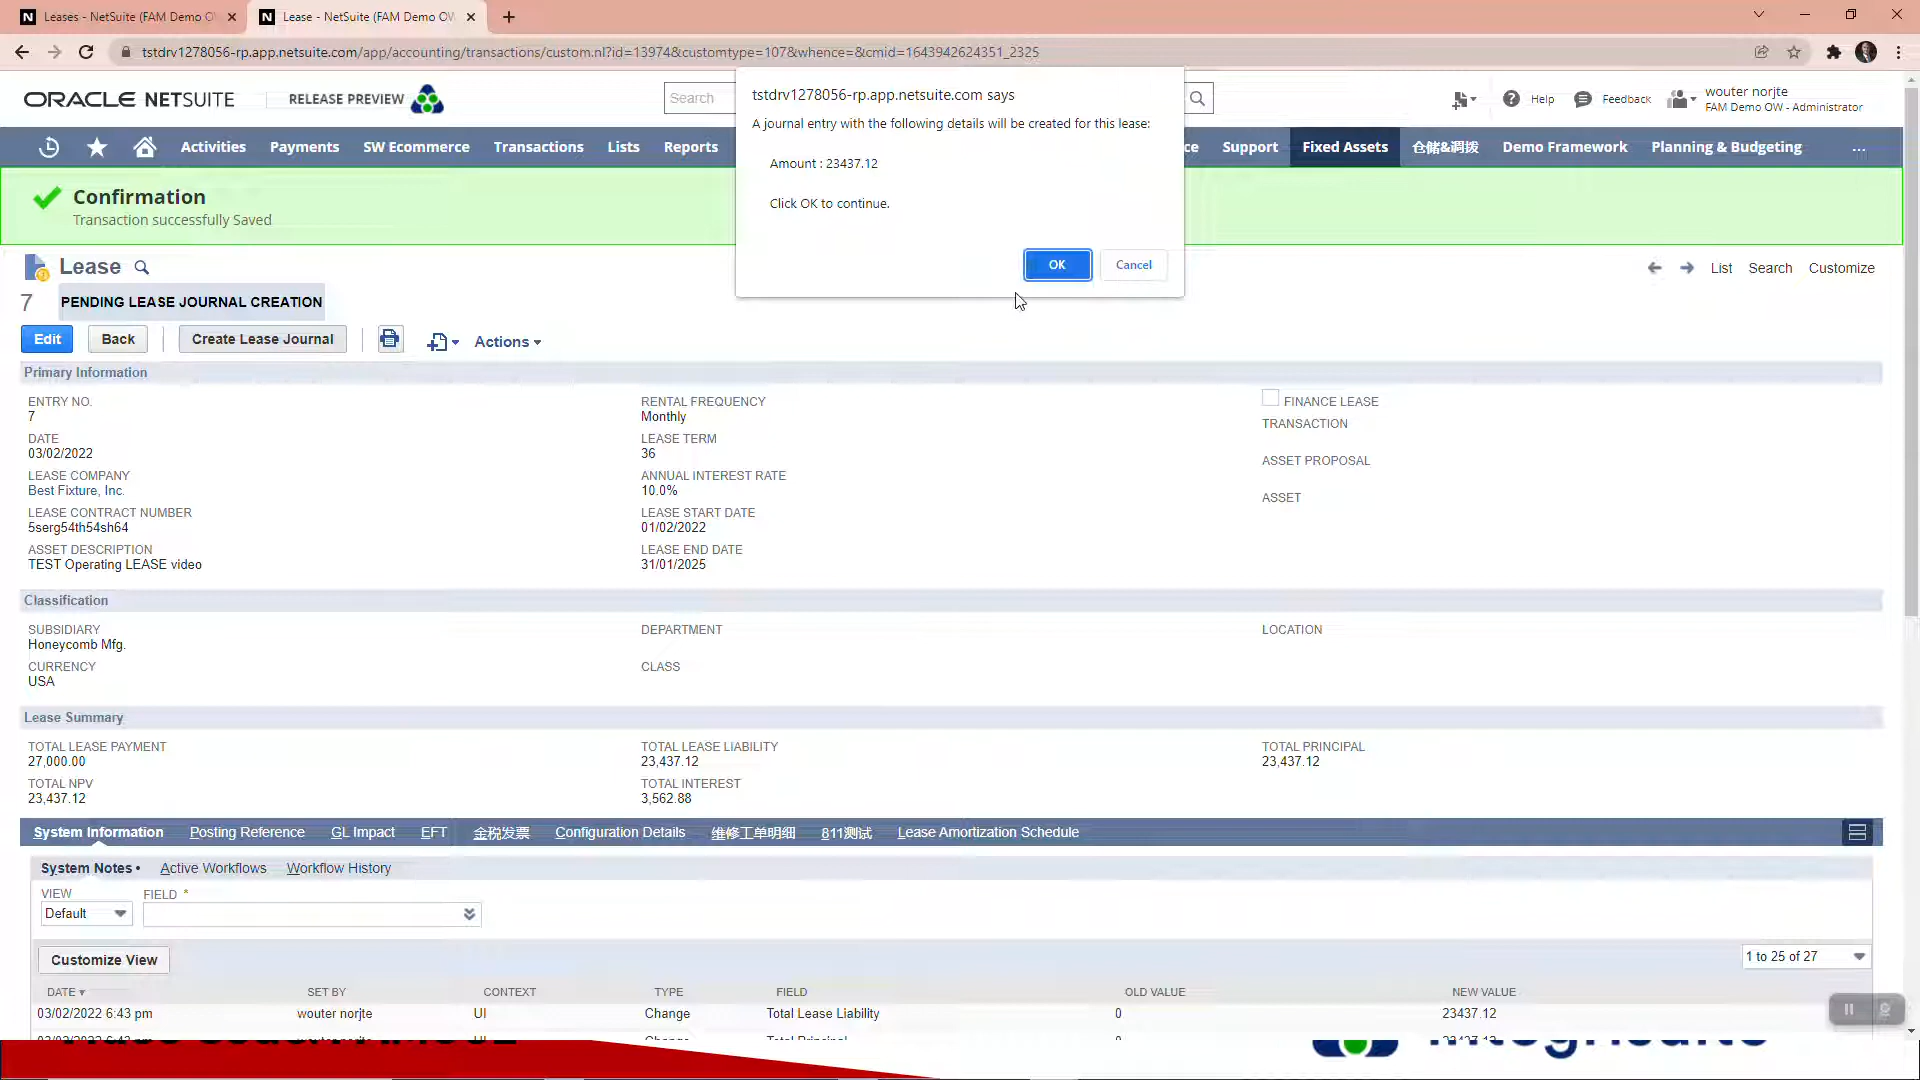 Leases - NetSuite (FAM Demo O
Lease - NetSuite (FAM Demo OW
tstdrv1278056-rp.app.netsuite.com/app/accounting/transactions/custom.nl?id=13974&customtype=107&whence=&cmid=1643942624351_2325
ORACLE NETSUITE
RELEASE PREVIEW
Search
Help
Feedback
wouter norjte
FAM Demo OW - Administrator
Activities
Payments
SW Ecommerce
Transactions
Lists
Reports
ce
Support
Fixed Assets
仓储&调拨
Demo Framework
Planning & Budgeting
...
tstdrv1278056-rp.app.netsuite.com says
A journal entry with the following details will be created for this lease:
Amount : 23437.12
Click OK to continue.
OK
Cancel
Confirmation
Transaction successfully Saved
Lease
List
Search
Customize
7
PENDING LEASE JOURNAL CREATION
Edit
Back
Create Lease Journal
Actions
Primary Information
ENTRY NO.
7
DATE
03/02/2022
LEASE COMPANY
Best Fixture, Inc.
LEASE CONTRACT NUMBER
5serg54th54sh64
ASSET DESCRIPTION
TEST Operating LEASE video
RENTAL FREQUENCY
Monthly
LEASE TERM
36
ANNUAL INTEREST RATE
10.0%
LEASE START DATE
01/02/2022
LEASE END DATE
31/01/2025
FINANCE LEASE
TRANSACTION
ASSET PROPOSAL
ASSET
Classification
SUBSIDIARY
Honeycomb Mfg.
CURRENCY
USA
DEPARTMENT
CLASS
LOCATION
Lease Summary
TOTAL LEASE PAYMENT
27,000.00
TOTAL NPV
23,437.12
TOTAL LEASE LIABILITY
23,437.12
TOTAL INTEREST
3,562.88
TOTAL PRINCIPAL
23,437.12
System Information
Posting Reference
GL Impact
EFT
金税发票
Configuration Details
维修工单明细
811测试
Lease Amortization Schedule
System Notes •
Active Workflows
Workflow History
VIEW
Default
FIELD *
Customize View
1 to 25 of 27
DATE
SET BY
CONTEXT
TYPE
FIELD
OLD VALUE
NEW VALUE
03/02/2022 6:43 pm
wouter norjte
UI
Change
Total Lease Liability
0
23437.12